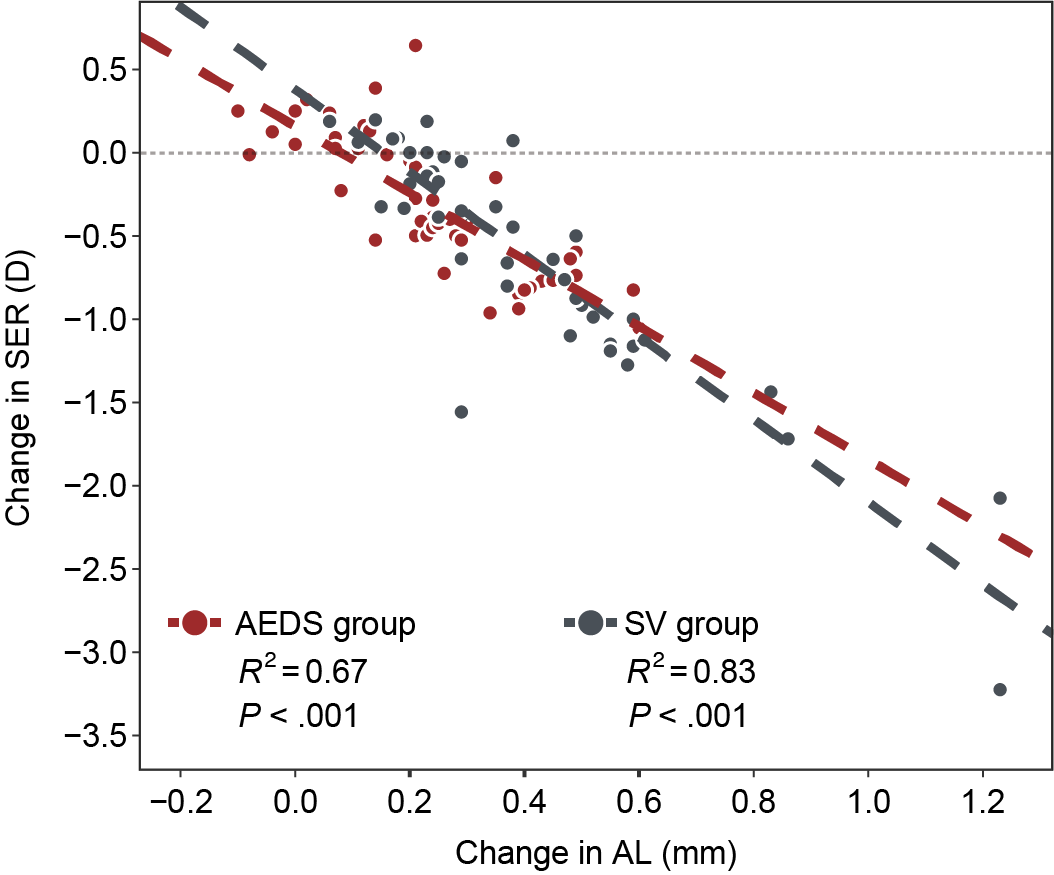 Change in SER (D)
0.5
0.0
−0.5
−1.0
−1.5
−2.0
−2.5
−3.0
−3.5
AEDS group
R² = 0.67
P < .001
SV group
R² = 0.83
P < .001
−0.2 0.0 0.2 0.4 0.6 0.8 1.0 1.2
Change in AL (mm)